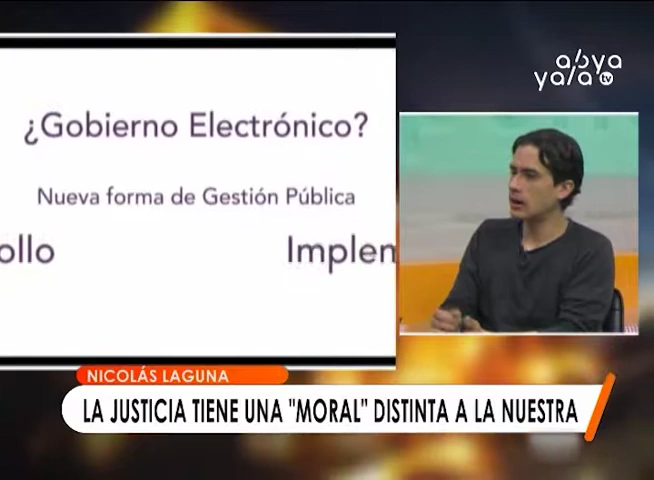 abya
yala tv
¿Gobierno Electrónico?
Nueva forma de Gestión Pública
ollo
Implen
NICOLÁS LAGUNA
LA JUSTICIA TIENE UNA "MORAL" DISTINTA A LA NUESTRA